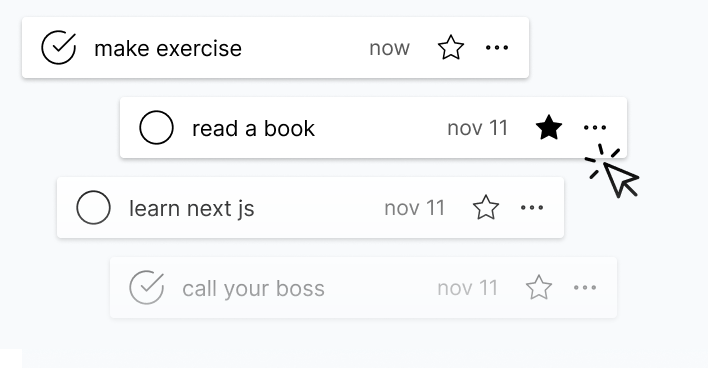 make exercise now
read a book nov 11
learn next js nov 11
call your boss nov 11